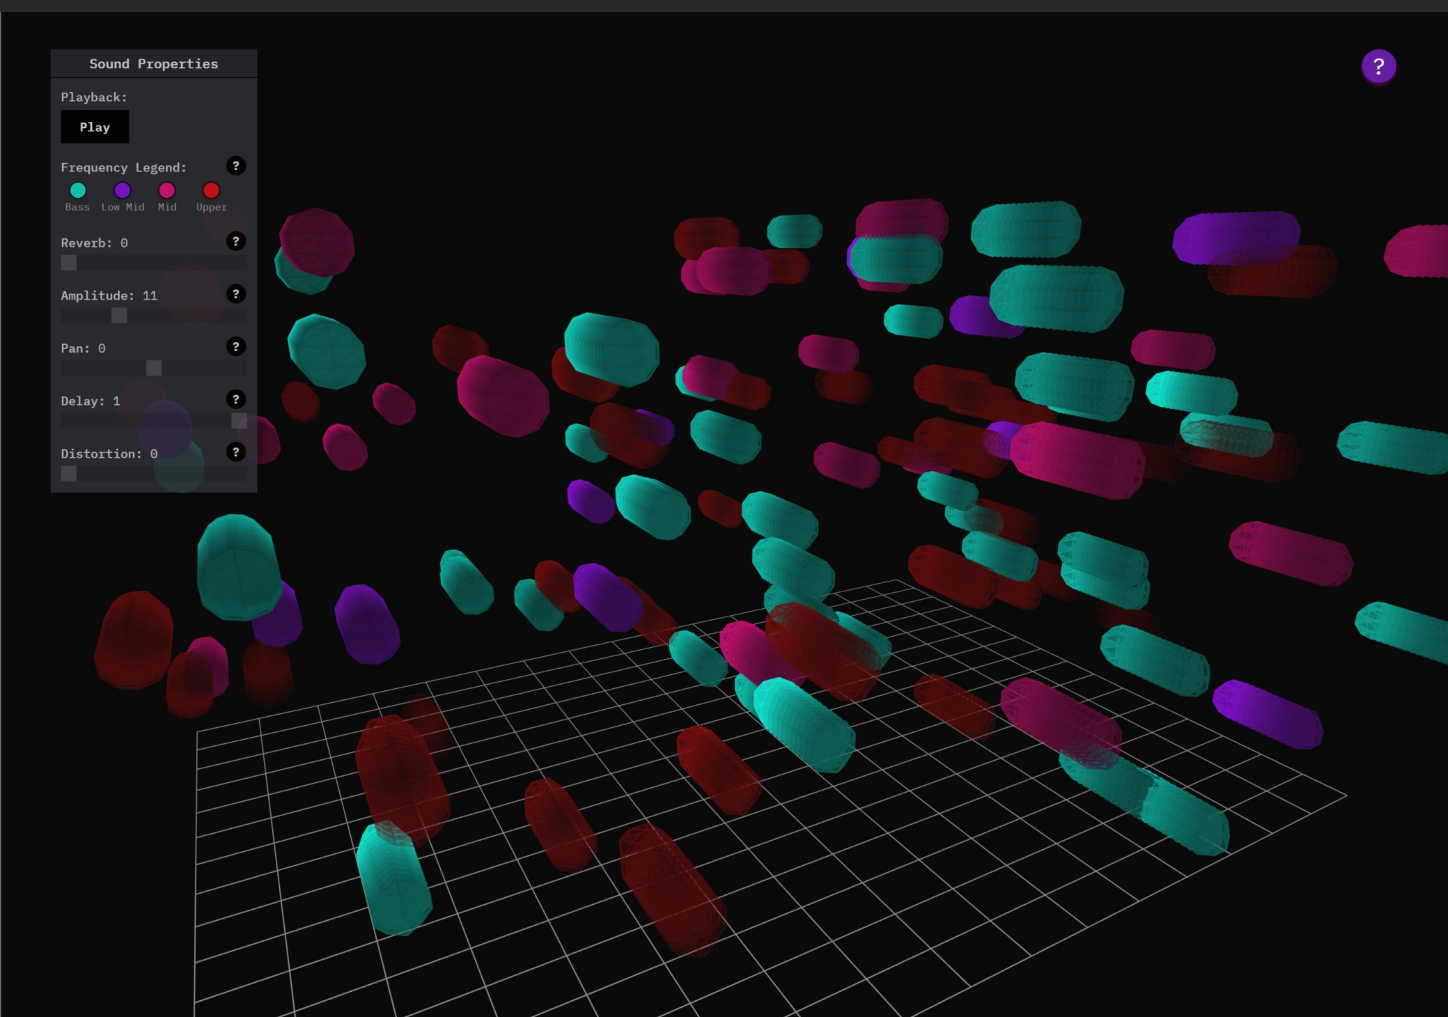 Sound Properties
?
Playback:
Play
Frequency Legend: ?
Bass Low Mid Mid Upper
Reverb: 0 ?
Amplitude: 11 ?
Pan: 0 ?
Delay: 1 ?
Distortion: 0 ?